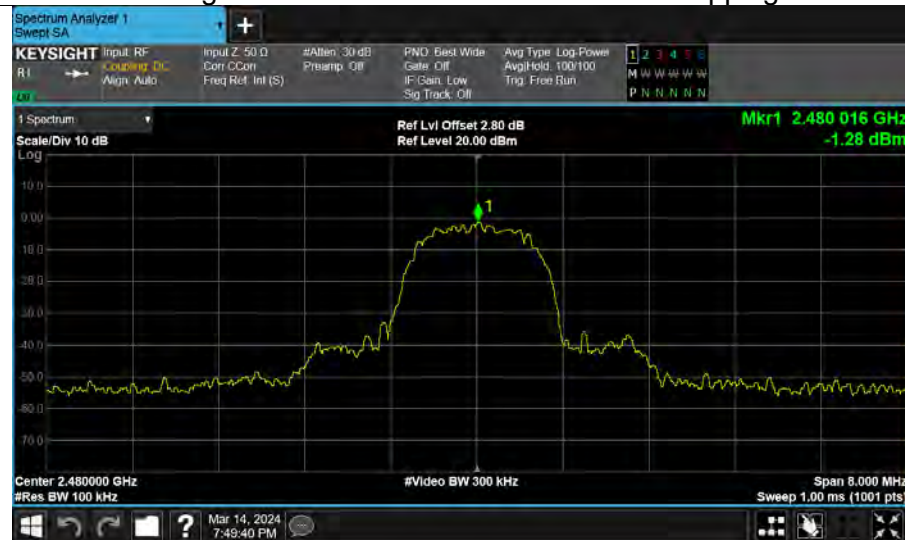 Spectrum Analyzer 1
Swept SA
+
KEYSIGHT Input: RF Input Z: 50 Ω #Atten: 30 dB PNO: Best Wide Avg Type: Log-Power 1 2 3 4 5 6
RL Coupling: DC Corr CCorr Preamp: Off Gate: Off Avg|Hold: 100/100 M W W W W W
Align: Auto Freq Ref: Int (S) IF Gain: Low Trig: Free Run
Sig Track: Off P N N N N N
1 Spectrum
Ref Lvl Offset 2.80 dB Mkr1 2.480 016 GHz
Scale/Div 10 dB Ref Level 20.00 dBm -1.28 dBm
Log
10.0
1
0.00
-10.0
-20.0
-30.0
-40.0
-50.0
-60.0
-70.0
Center 2.480000 GHz #Video BW 300 kHz Span 8.000 MHz
#Res BW 100 kHz Sweep 1.00 ms (1001 pts)
? Mar 14, 2024
7:49:40 PM